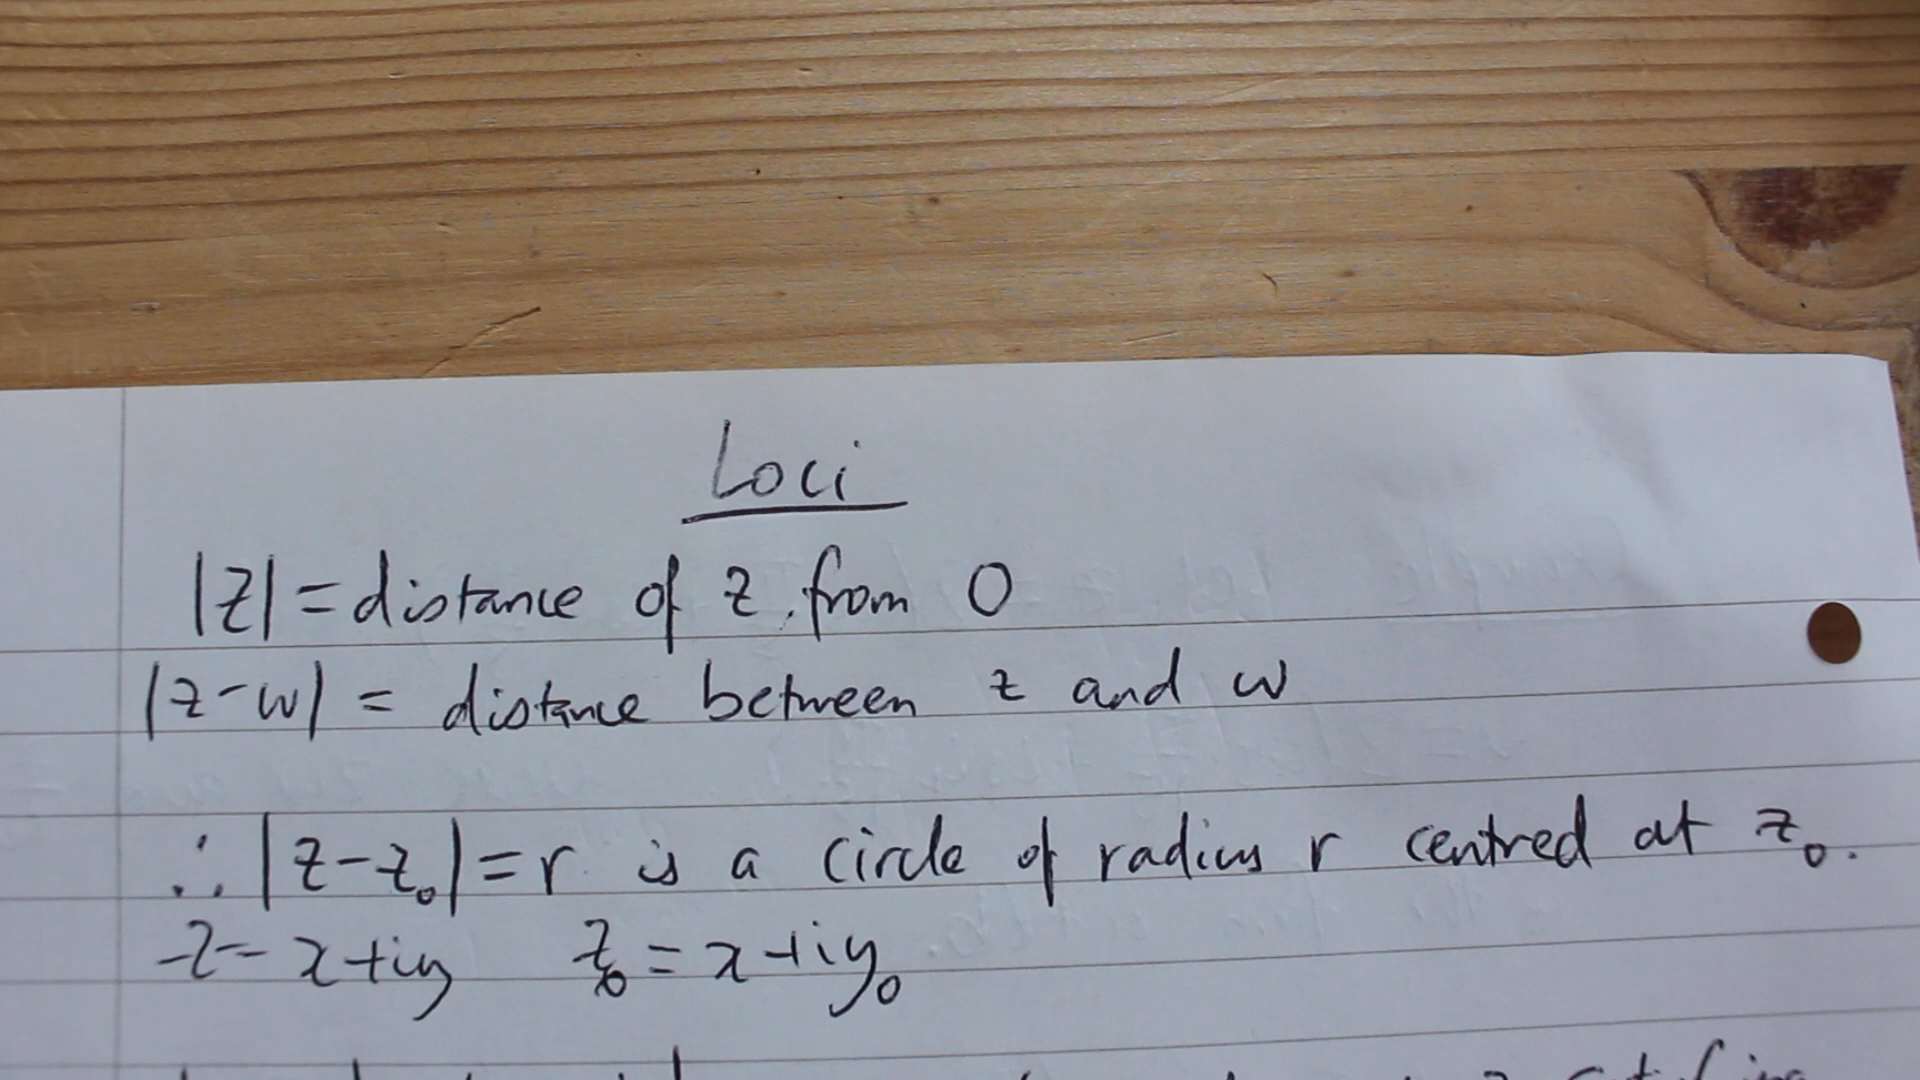 Loci
|z| = distance of z from 0
|z-w| = distance between z and w
∴ |z-z₀| = r is a circle of radius r centred at z₀.
z = x+iy z₀ = x+iy₀